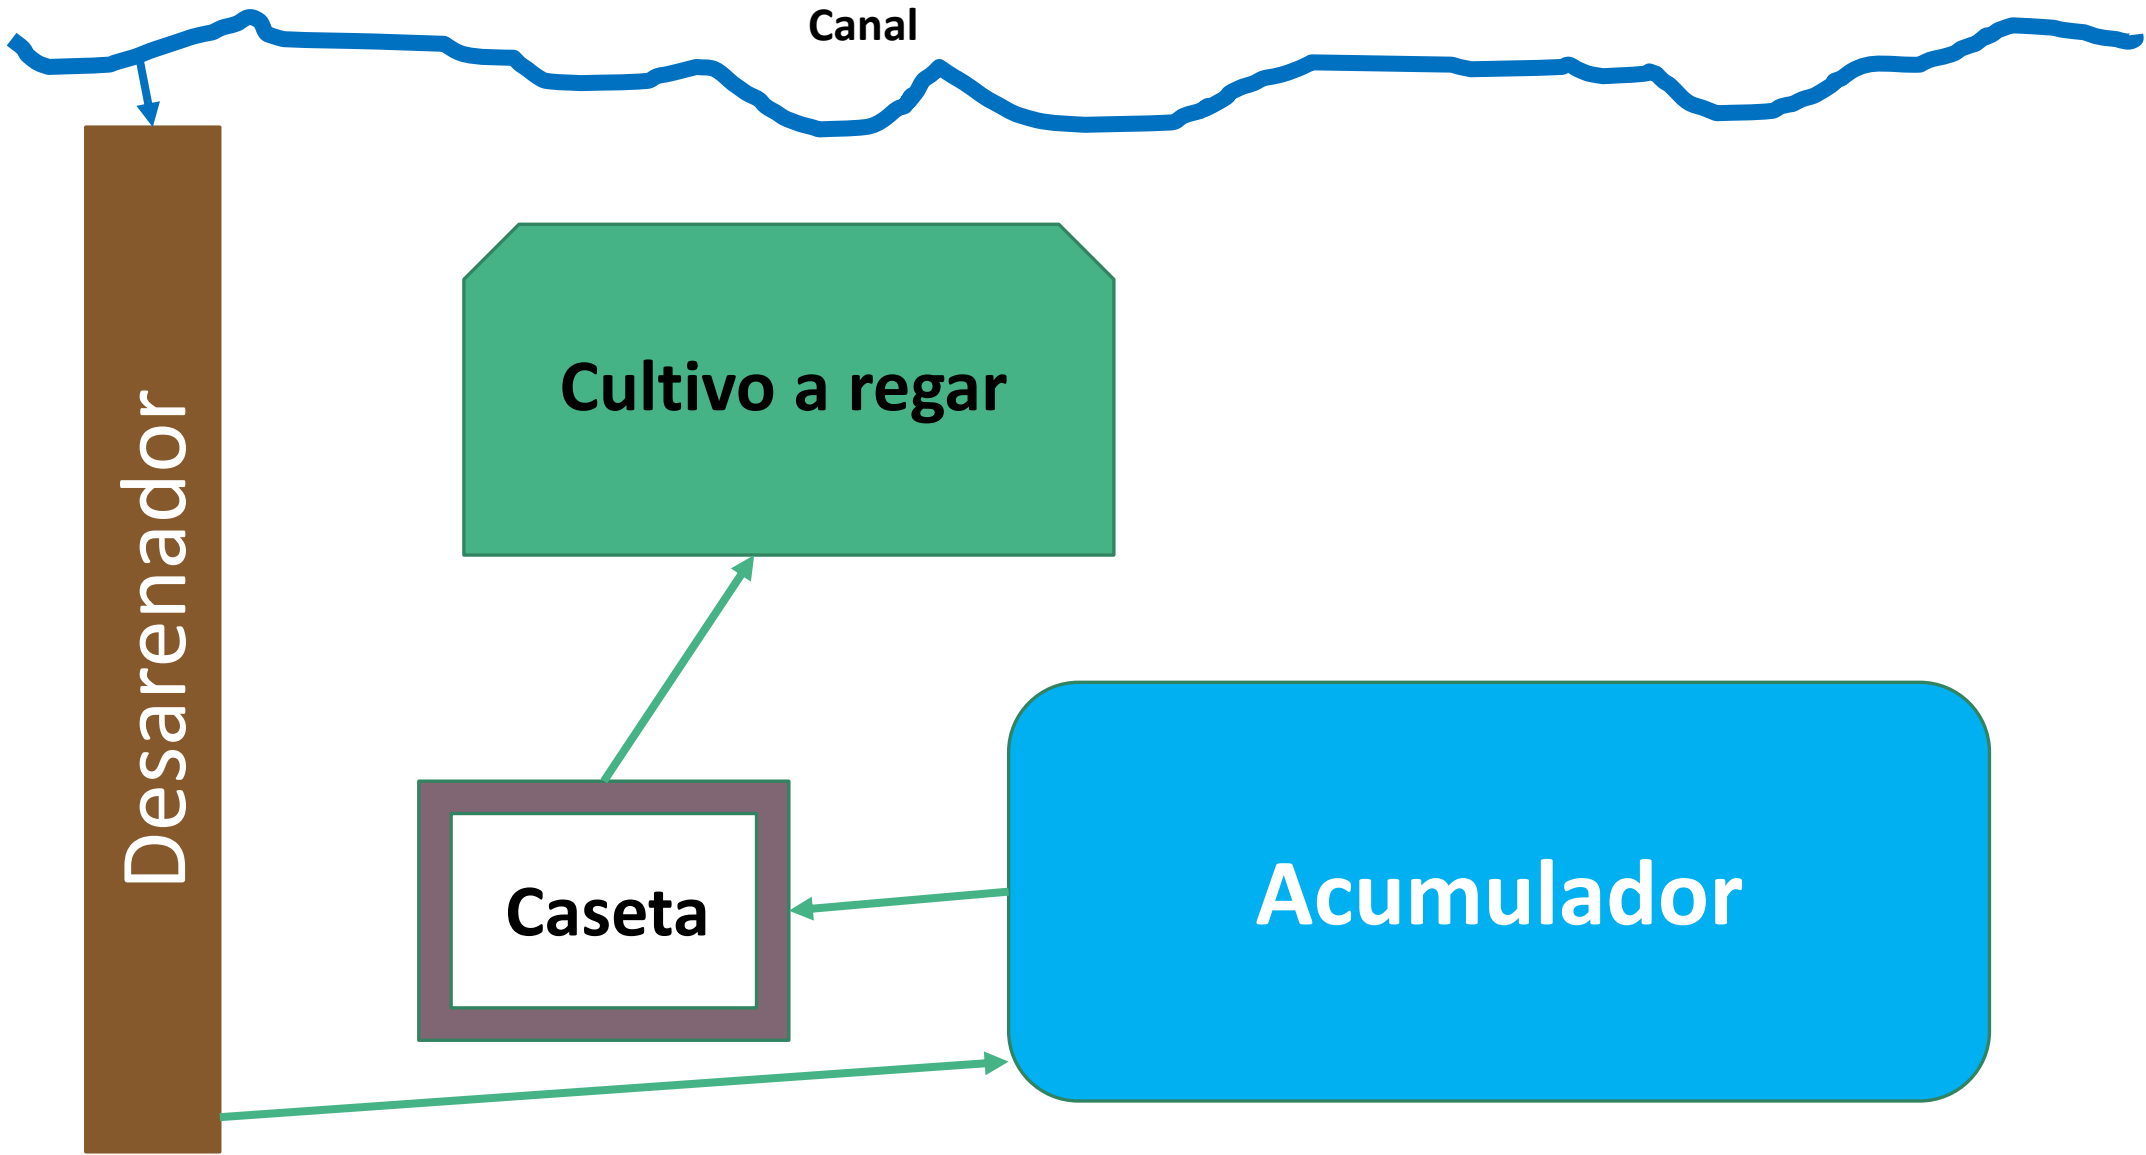 Canal
Desarenador
Cultivo a regar
Caseta
Acumulador